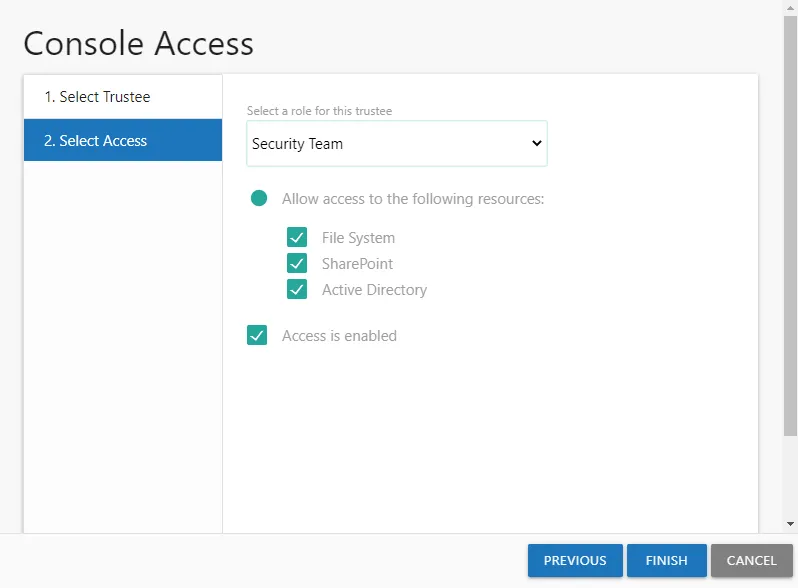 Console Access
1. Select Trustee
2. Select Access
Select a role for this trustee
Security Team
Allow access to the following resources:
File System
SharePoint
Active Directory
Access is enabled
PREVIOUS
FINISH
CANCEL